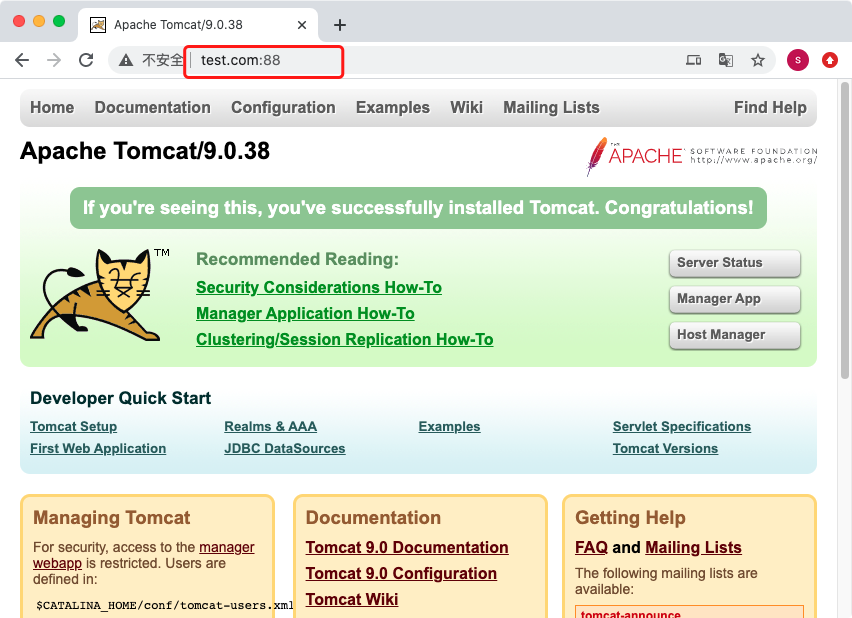 Apache Tomcat/9.0.38
不安全 test.com:88
S
Home Documentation Configuration Examples Wiki Mailing Lists Find Help
Apache Tomcat/9.0.38
THE
APACHE SOFTWARE FOUNDATION
http://www.apache.org/
If you're seeing this, you've successfully installed Tomcat. Congratulations!
TM
Recommended Reading:
Security Considerations How-To
Manager Application How-To
Clustering/Session Replication How-To
Server Status
Manager App
Host Manager
Developer Quick Start
Tomcat Setup
First Web Application
Realms & AAA
JDBC DataSources
Examples
Servlet Specifications
Tomcat Versions
Managing Tomcat
For security, access to the manager
webapp is restricted. Users are
defined in:
$CATALINA_HOME/conf/tomcat-users.xml
Documentation
Tomcat 9.0 Documentation
Tomcat 9.0 Configuration
Tomcat Wiki
Getting Help
FAQ and Mailing Lists
The following mailing lists are
available:
tomcat-announce